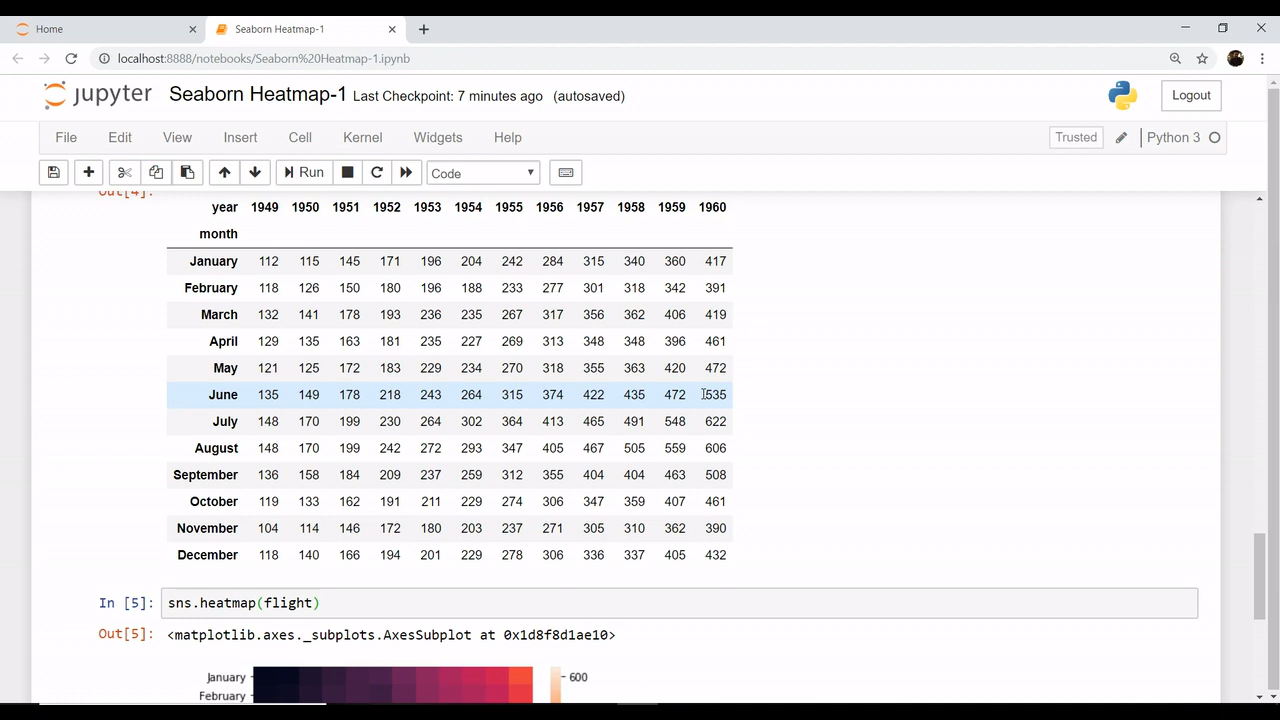 Home
Seaborn Heatmap-1
localhost:8888/notebooks/Seaborn%20Heatmap-1.ipynb
jupyter Seaborn Heatmap-1 Last Checkpoint: 7 minutes ago (autosaved)
Logout
File Edit View Insert Cell Kernel Widgets Help
Trusted Python 3
Run Code
Out[4]:
year 1949 1950 1951 1952 1953 1954 1955 1956 1957 1958 1959 1960
month
January 112 115 145 171 196 204 242 284 315 340 360 417
February 118 126 150 180 196 188 233 277 301 318 342 391
March 132 141 178 193 236 235 267 317 356 362 406 419
April 129 135 163 181 235 227 269 313 348 348 396 461
May 121 125 172 183 229 234 270 318 355 363 420 472
June 135 149 178 218 243 264 315 374 422 435 472 535
July 148 170 199 230 264 302 364 413 465 491 548 622
August 148 170 199 242 272 293 347 405 467 505 559 606
September 136 158 184 209 237 259 312 355 404 404 463 508
October 119 133 162 191 211 229 274 306 347 359 407 461
November 104 114 146 172 180 203 237 271 305 310 362 390
December 118 140 166 194 201 229 278 306 336 337 405 432
In [5]: sns.heatmap(flight)
Out[5]: <matplotlib.axes._subplots.AxesSubplot at 0x1d8f8d1ae10>
January 600
February